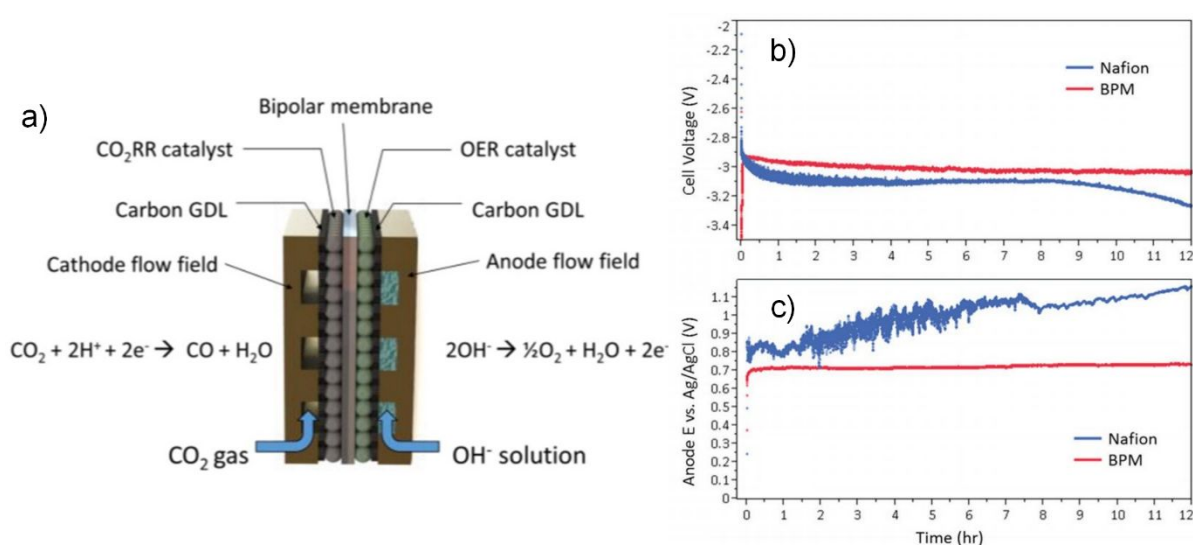 a)
Bipolar membrane
CO₂RR catalyst
OER catalyst
Carbon GDL
Carbon GDL
Cathode flow field
Anode flow field
CO₂ + 2H⁺ + 2e⁻ → CO + H₂O
2OH⁻ → ½O₂ + H₂O + 2e⁻
CO₂ gas
OH⁻ solution
b)
Cell Voltage (V)
-2
-2.2
-2.4
-2.6
-2.8
-3
-3.2
-3.4
Nafion
BPM
0 1 2 3 4 5 6 7 8 9 10 11 12
c)
Anode E vs. Ag/AgCl (V)
1.1
1
0.9
0.8
0.7
0.6
0.5
0.4
0.3
0.2
0.1
0
Nafion
BPM
0 1 2 3 4 5 6 7 8 9 10 11 12
Time (hr)